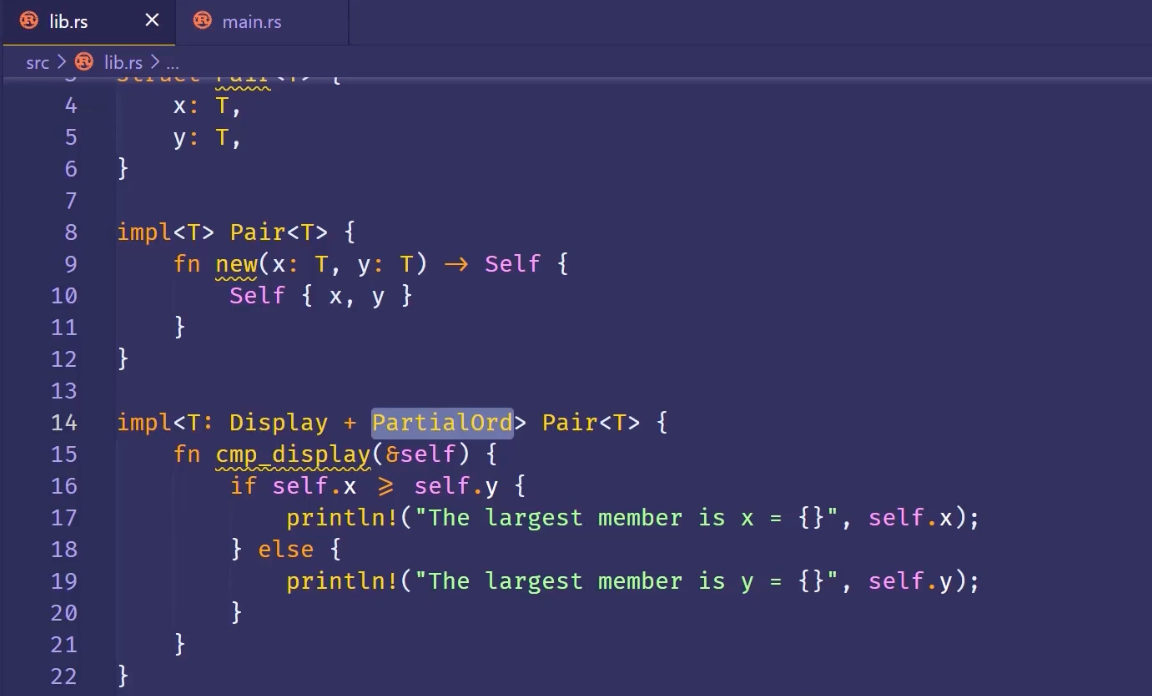 lib.rs × main.rs
src > lib.rs > ...
3 struct Pair<T> {
4 x: T,
5 y: T,
6 }
7
8 impl<T> Pair<T> {
9 fn new(x: T, y: T) → Self {
10 Self { x, y }
11 }
12 }
13
14 impl<T: Display + PartialOrd> Pair<T> {
15 fn cmp_display(&self) {
16 if self.x ⩾ self.y {
17 println!("The largest member is x = {}", self.x);
18 } else {
19 println!("The largest member is y = {}", self.y);
20 }
21 }
22 }